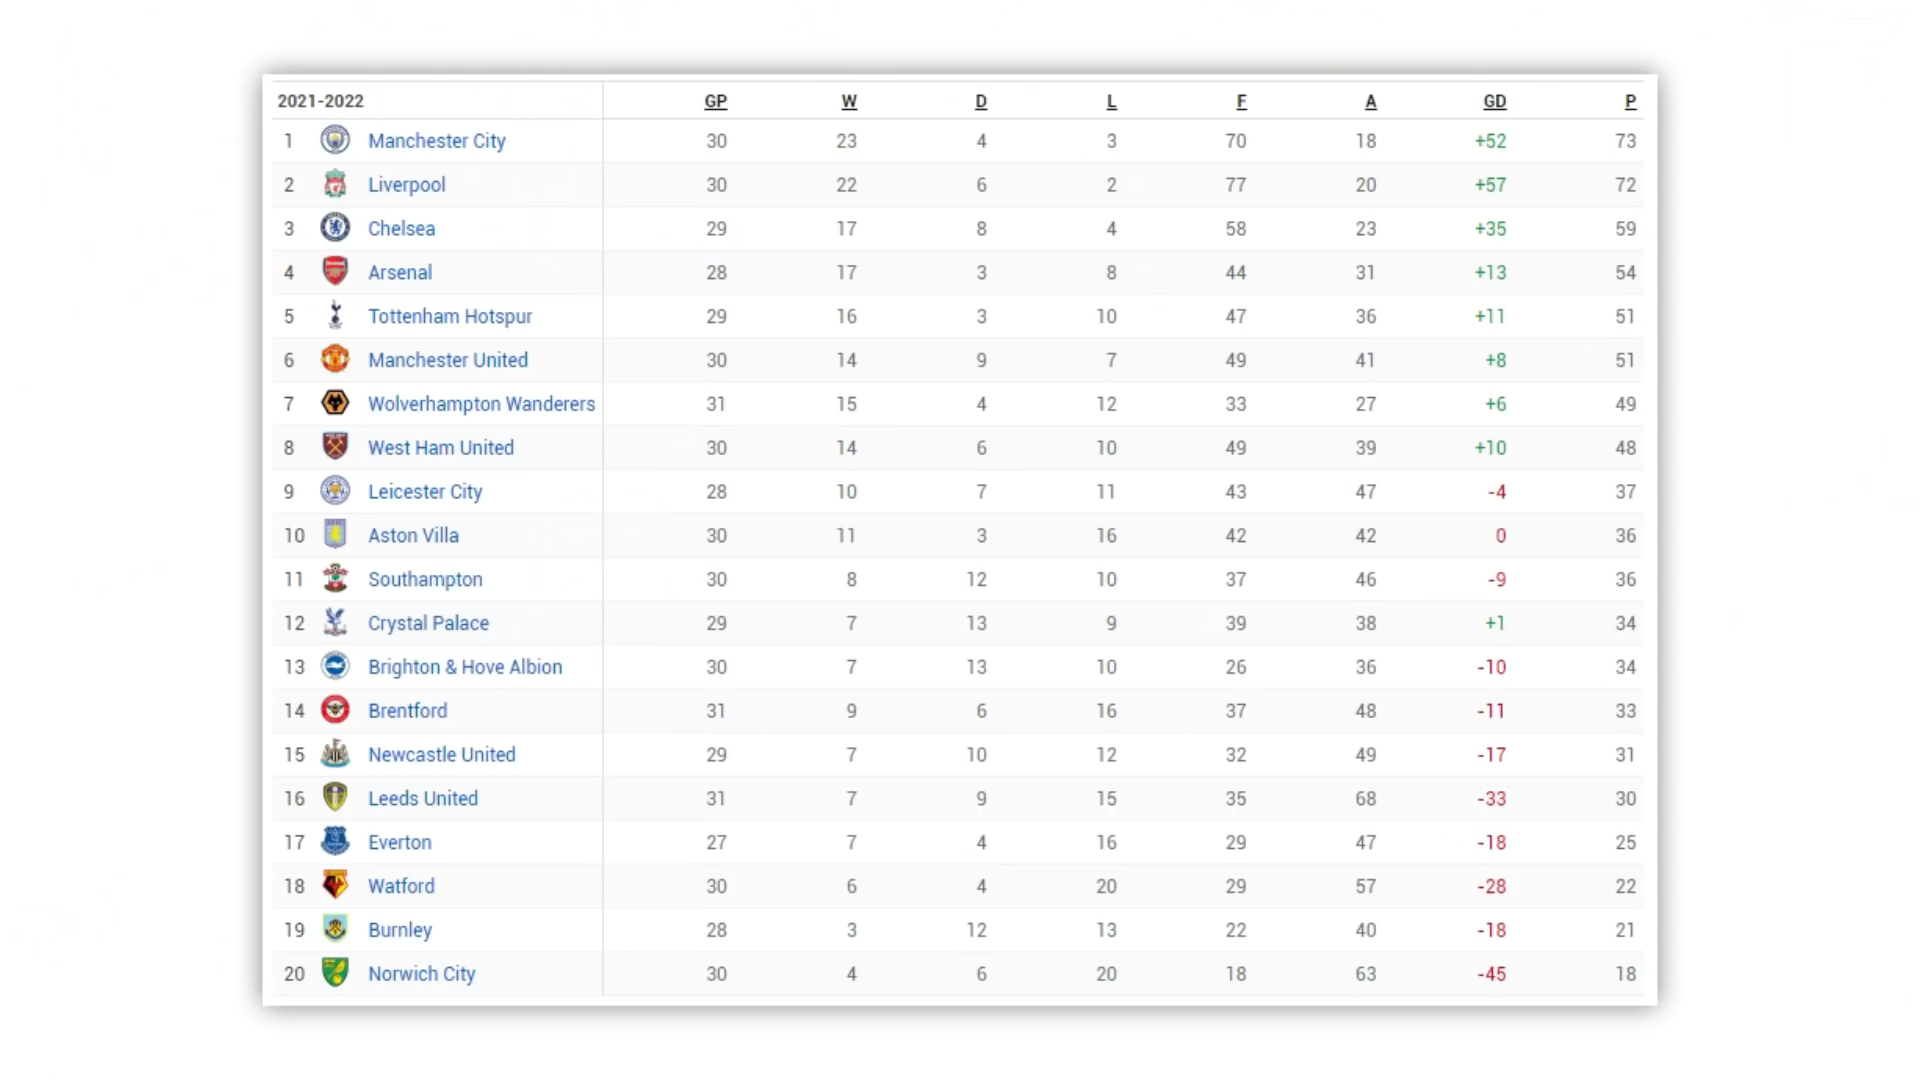 2021-2022 GP W D L F A GD P
1 Manchester City 30 23 4 3 70 18 +52 73
2 Liverpool 30 22 6 2 77 20 +57 72
3 Chelsea 29 17 8 4 58 23 +35 59
4 Arsenal 28 17 3 8 44 31 +13 54
5 Tottenham Hotspur 29 16 3 10 47 36 +11 51
6 Manchester United 30 14 9 7 49 41 +8 51
7 Wolverhampton Wanderers 31 15 4 12 33 27 +6 49
8 West Ham United 30 14 6 10 49 39 +10 48
9 Leicester City 28 10 7 11 43 47 -4 37
10 Aston Villa 30 11 3 16 42 42 0 36
11 Southampton 30 8 12 10 37 46 -9 36
12 Crystal Palace 29 7 13 9 39 38 +1 34
13 Brighton & Hove Albion 30 7 13 10 26 36 -10 34
14 Brentford 31 9 6 16 37 48 -11 33
15 Newcastle United 29 7 10 12 32 49 -17 31
16 Leeds United 31 7 9 15 35 68 -33 30
17 Everton 27 7 4 16 29 47 -18 25
18 Watford 30 6 4 20 29 57 -28 22
19 Burnley 28 3 12 13 22 40 -18 21
20 Norwich City 30 4 6 20 18 63 -45 18